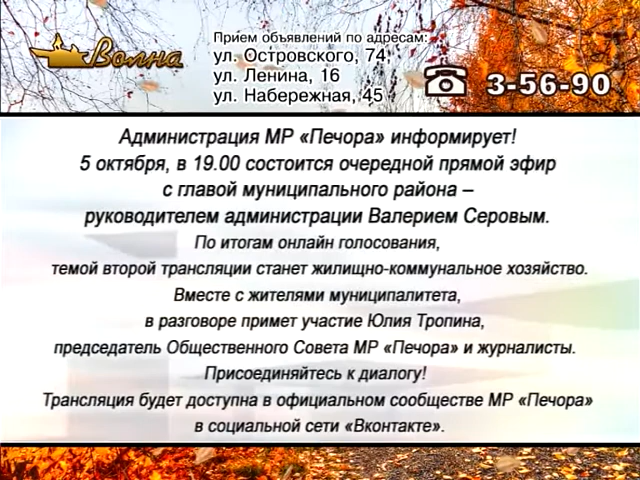 Волна
Прием объявлений по адресам:
ул. Островского, 74,
ул. Ленина, 16
ул. Набережная, 45
3-56-90
Администрация МР «Печора» информирует!
5 октября, в 19.00 состоится очередной прямой эфир
с главой муниципального района –
руководителем администрации Валерием Серовым.
По итогам онлайн голосования,
темой второй трансляции станет жилищно-коммунальное хозяйство.
Вместе с жителями муниципалитета,
в разговоре примет участие Юлия Тропина,
председатель Общественного Совета МР «Печора» и журналисты.
Присоединяйтесь к диалогу!
Трансляция будет доступна в официальном сообществе МР «Печора»
в социальной сети «Вконтакте».